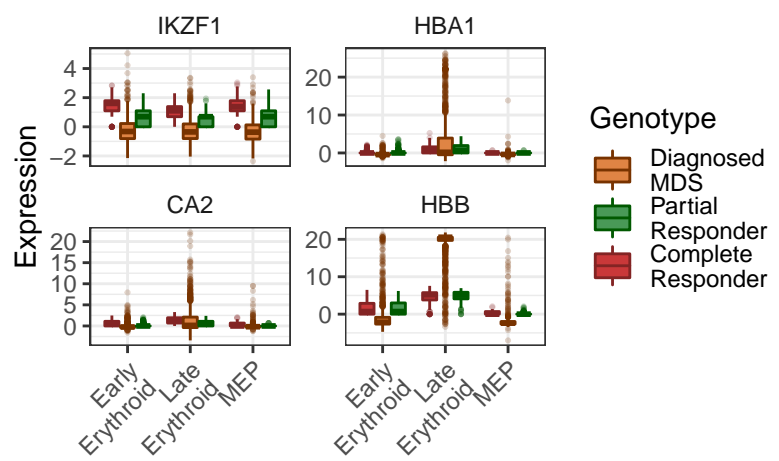 IKZF1
HBA1
4
2
0
−2
20
10
0
CA2
HBB
20
15
10
5
0
20
10
0
Expression
Early
Erythroid
Late
Erythroid
MEP
Early
Erythroid
Late
Erythroid
MEP
Genotype
Diagnosed
MDS
Partial
Responder
Complete
Responder